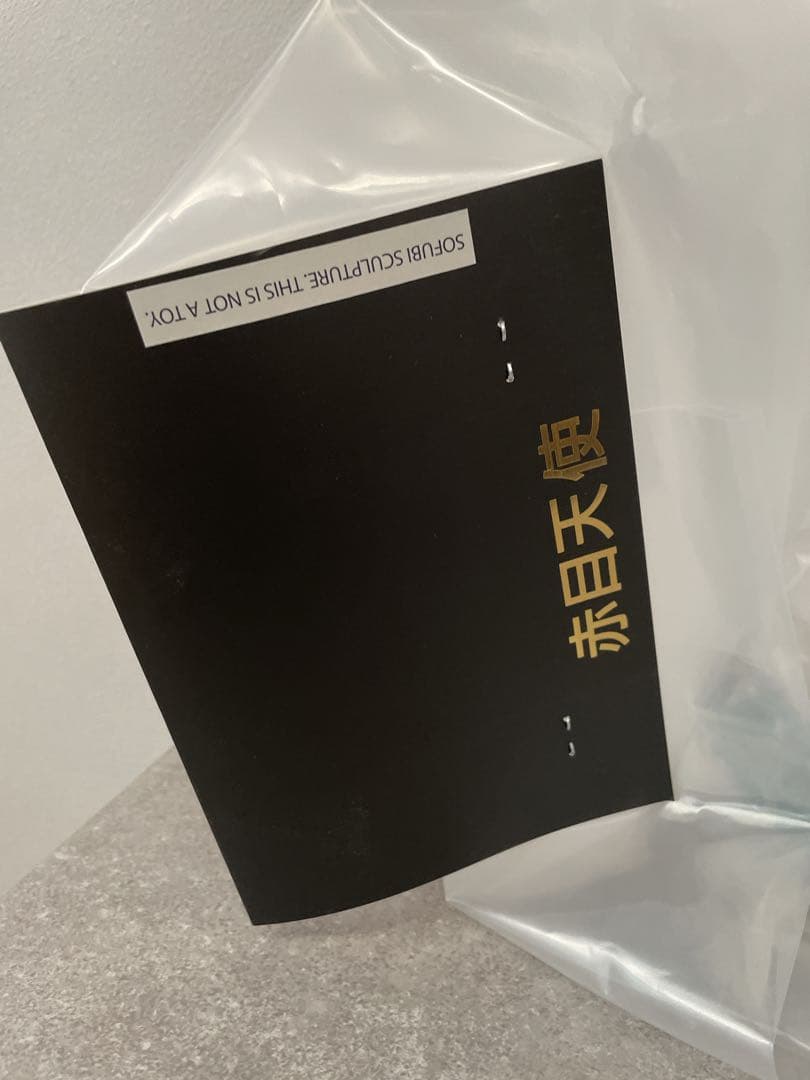 SOFUBI SCULPTURE. THIS IS NOT A TOY.
赤目天使